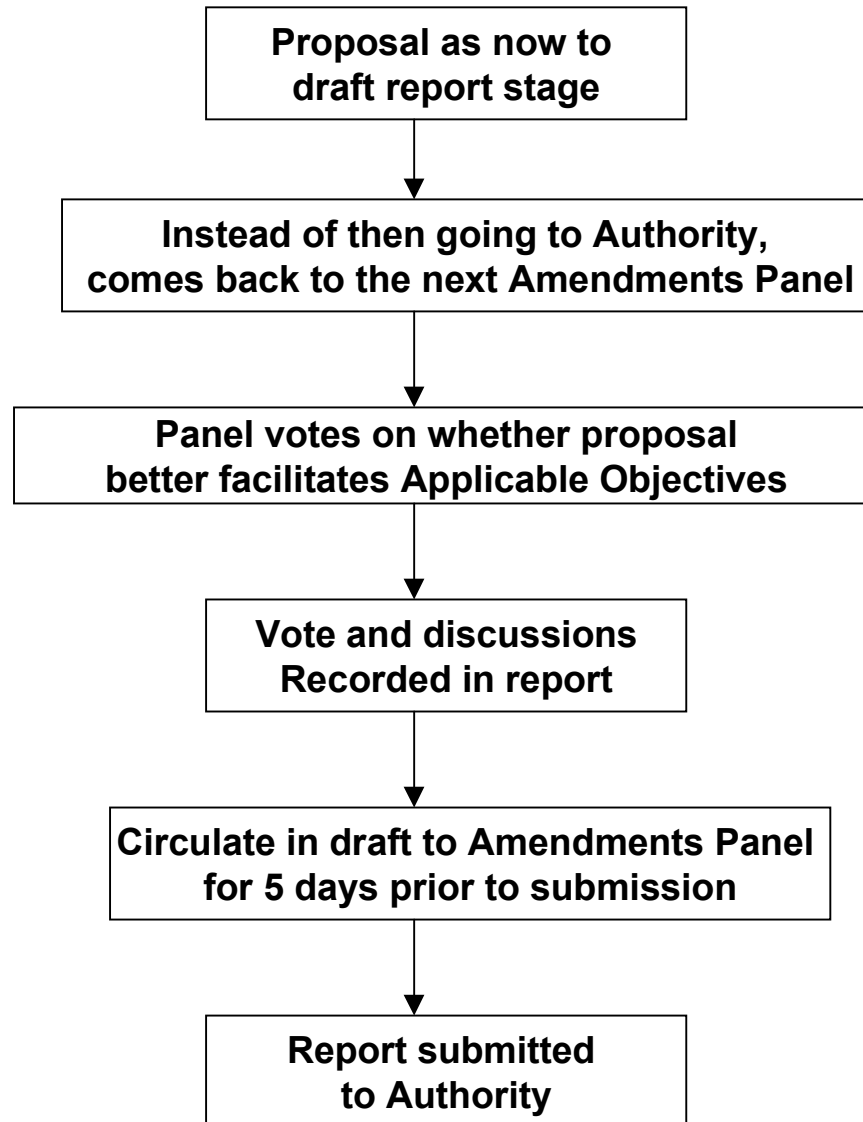 Proposal as now to
draft report stage
Instead of then going to Authority,
comes back to the next Amendments Panel
Panel votes on whether proposal
better facilitates Applicable Objectives
Vote and discussions
Recorded in report
Circulate in draft to Amendments Panel
for 5 days prior to submission
Report submitted
to Authority